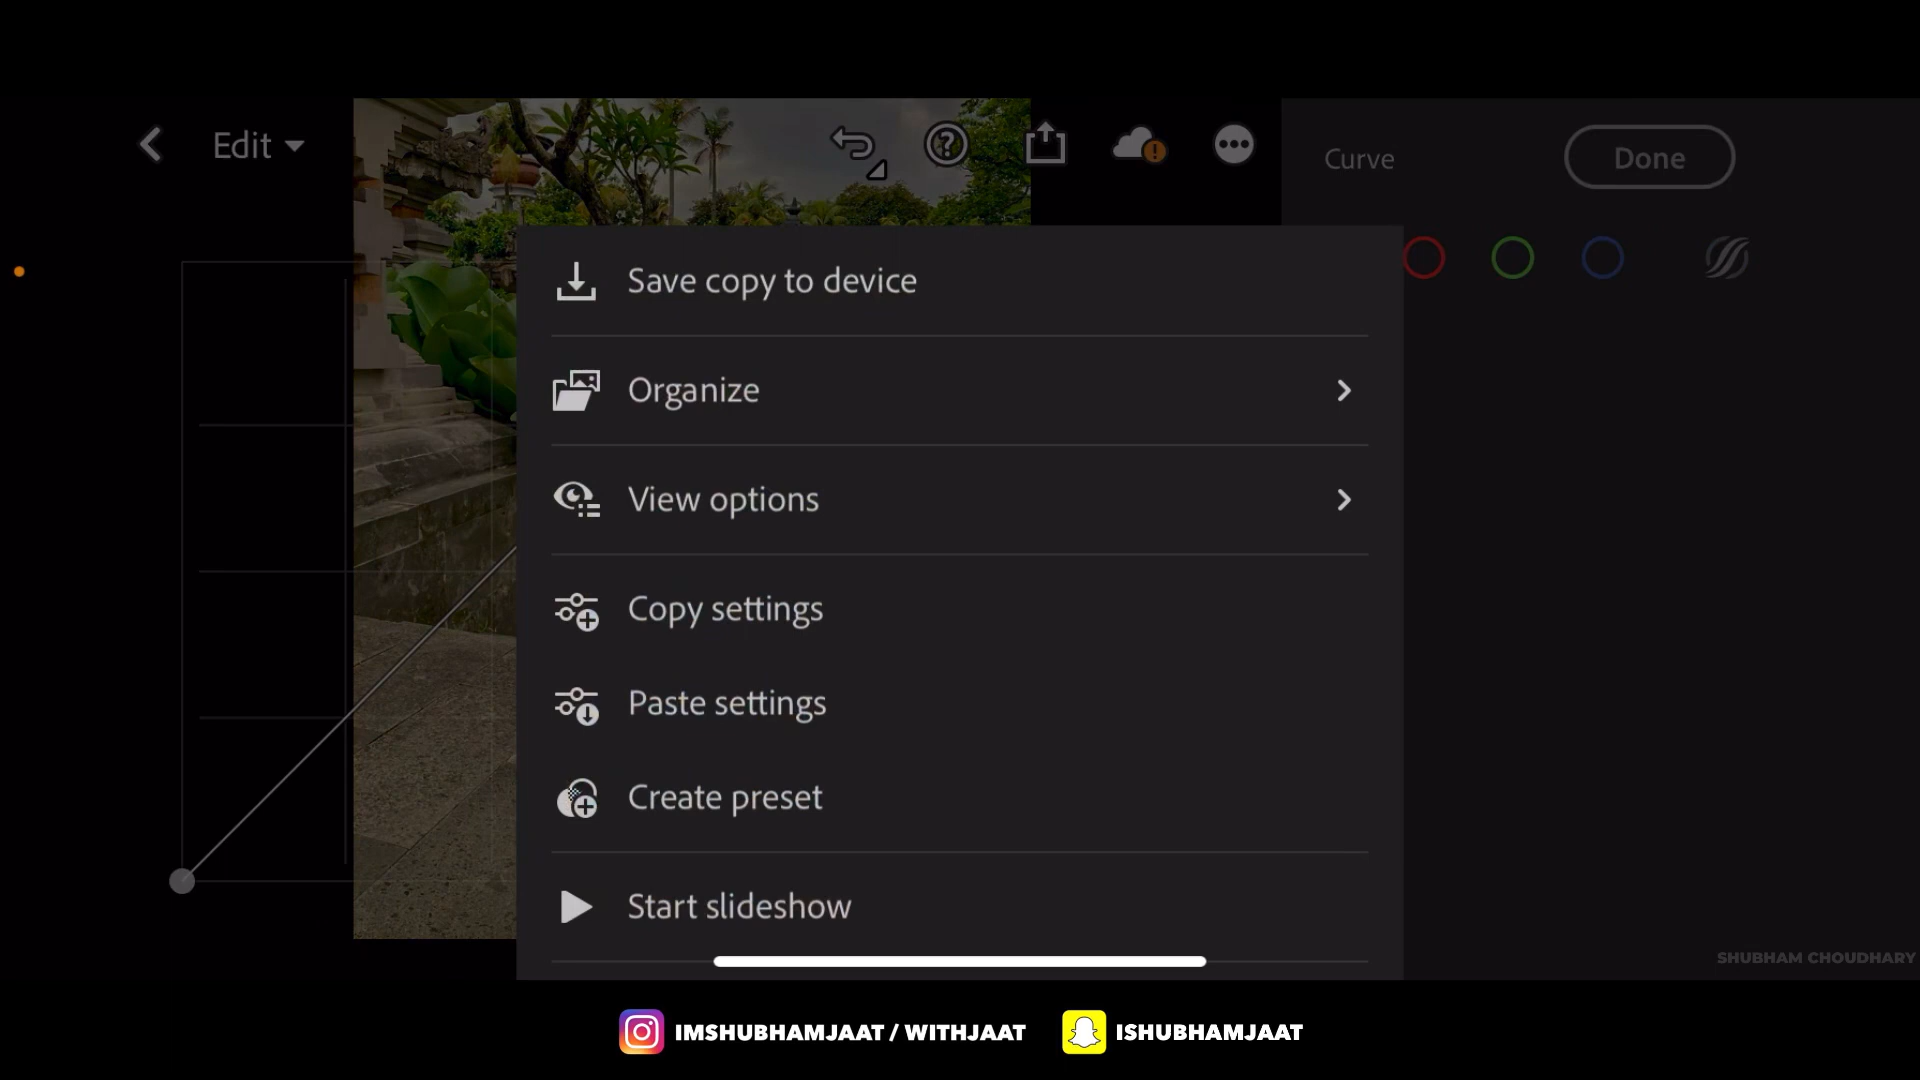 Edit
Curve
Done
Save copy to device
Organize
View options
Copy settings
Paste settings
Create preset
Start slideshow
SHUBHAM CHOUDHARY
IMSHUBHAMJAAT / WITHJAAT
ISHUBHAMJAAT